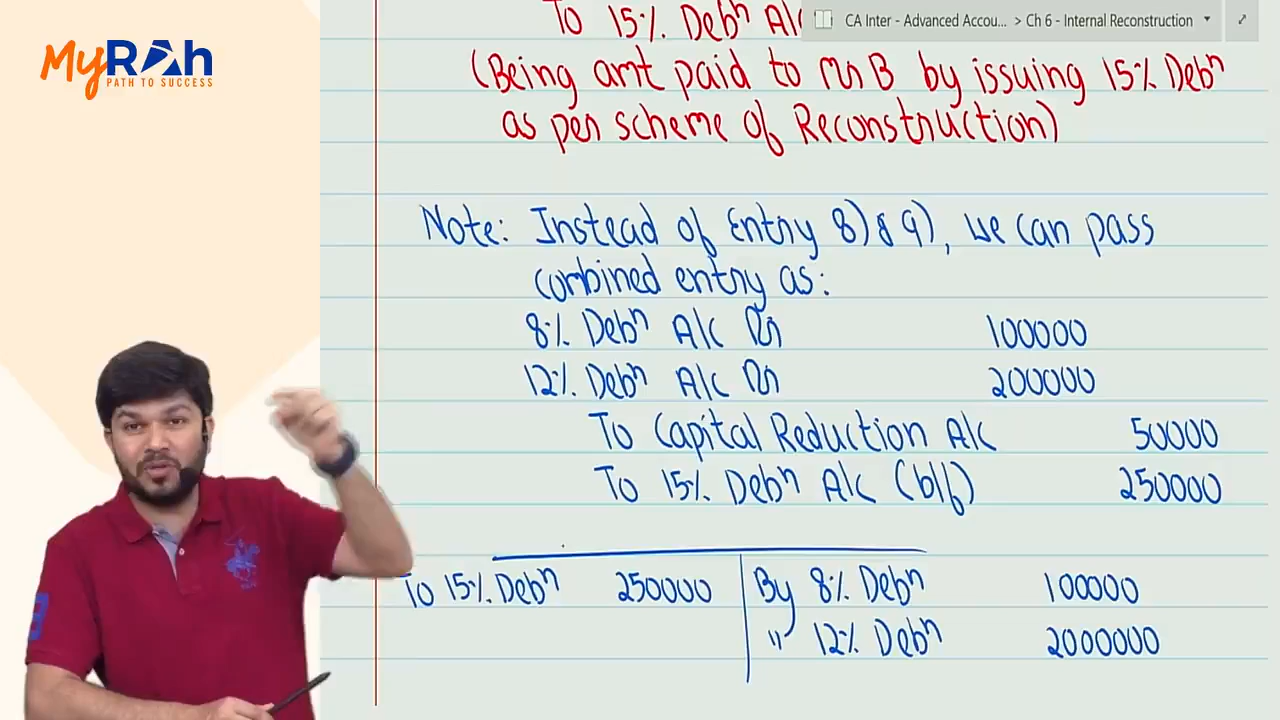 MyRAh
PATH TO SUCCESS
CA Inter - Advanced Accou... > Ch 6 - Internal Reconstruction
To 15% Debⁿ A/c
(Being amt paid to Mr B by issuing 15% Debⁿ
as per scheme of Reconstruction)
Note: Instead of Entry 8) & 9), we can pass
combined entry as:
8% Debⁿ A/c Dr 100000
12% Debⁿ A/c Dr 200000
To Capital Reduction A/c 50000
To 15% Debⁿ A/c (b/f) 250000
To 15% Debⁿ 250000 By 8% Debⁿ 100000
" 12% Debⁿ 2000000